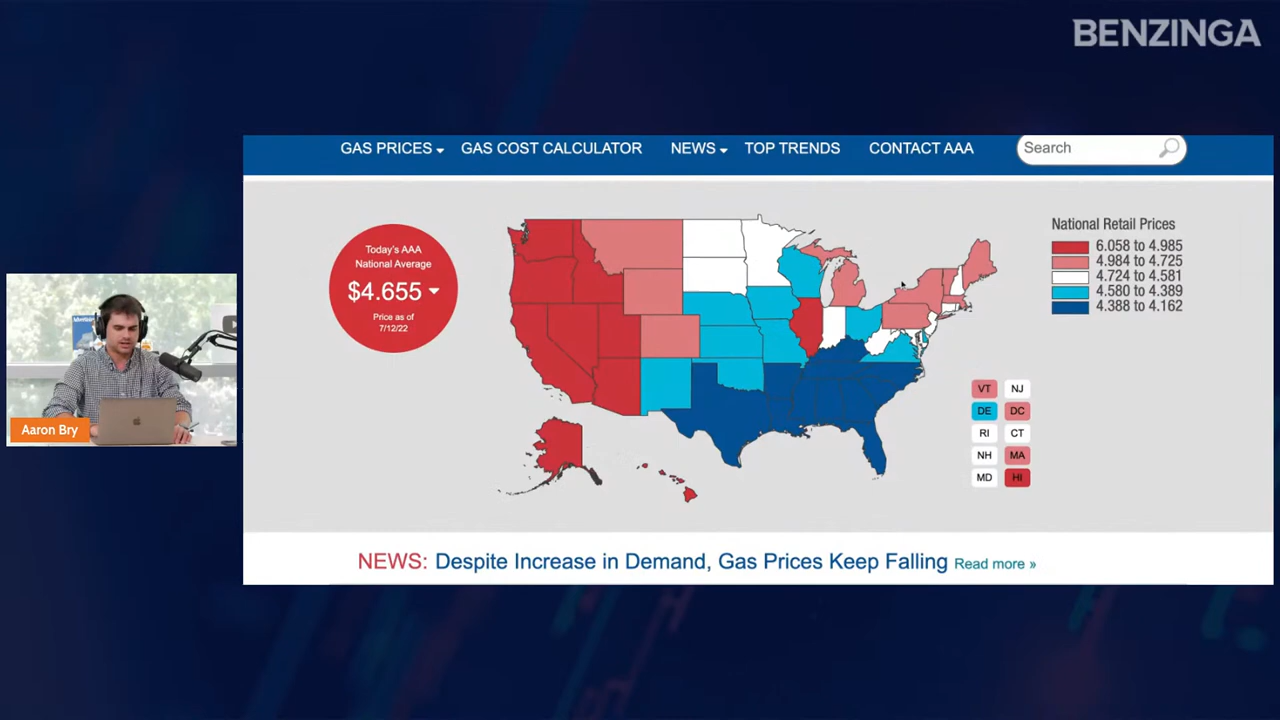 BENZINGA
GAS PRICES
GAS COST CALCULATOR
NEWS
TOP TRENDS
CONTACT AAA
Search
Today's AAA
National Average
$4.655
Price as of
7/12/22
National Retail Prices
6.058 to 4.985
4.984 to 4.725
4.724 to 4.581
4.580 to 4.389
4.388 to 4.162
VT NJ
DE DC
RI CT
NH MA
MD HI
Aaron Bry
NEWS: Despite Increase in Demand, Gas Prices Keep Falling Read more »